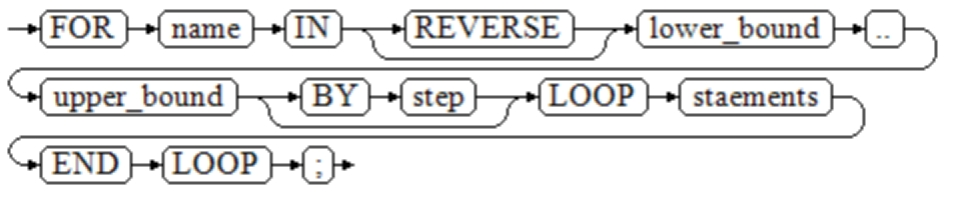 FOR name IN REVERSE lower_bound ..
upper_bound BY step LOOP staements
END LOOP ;